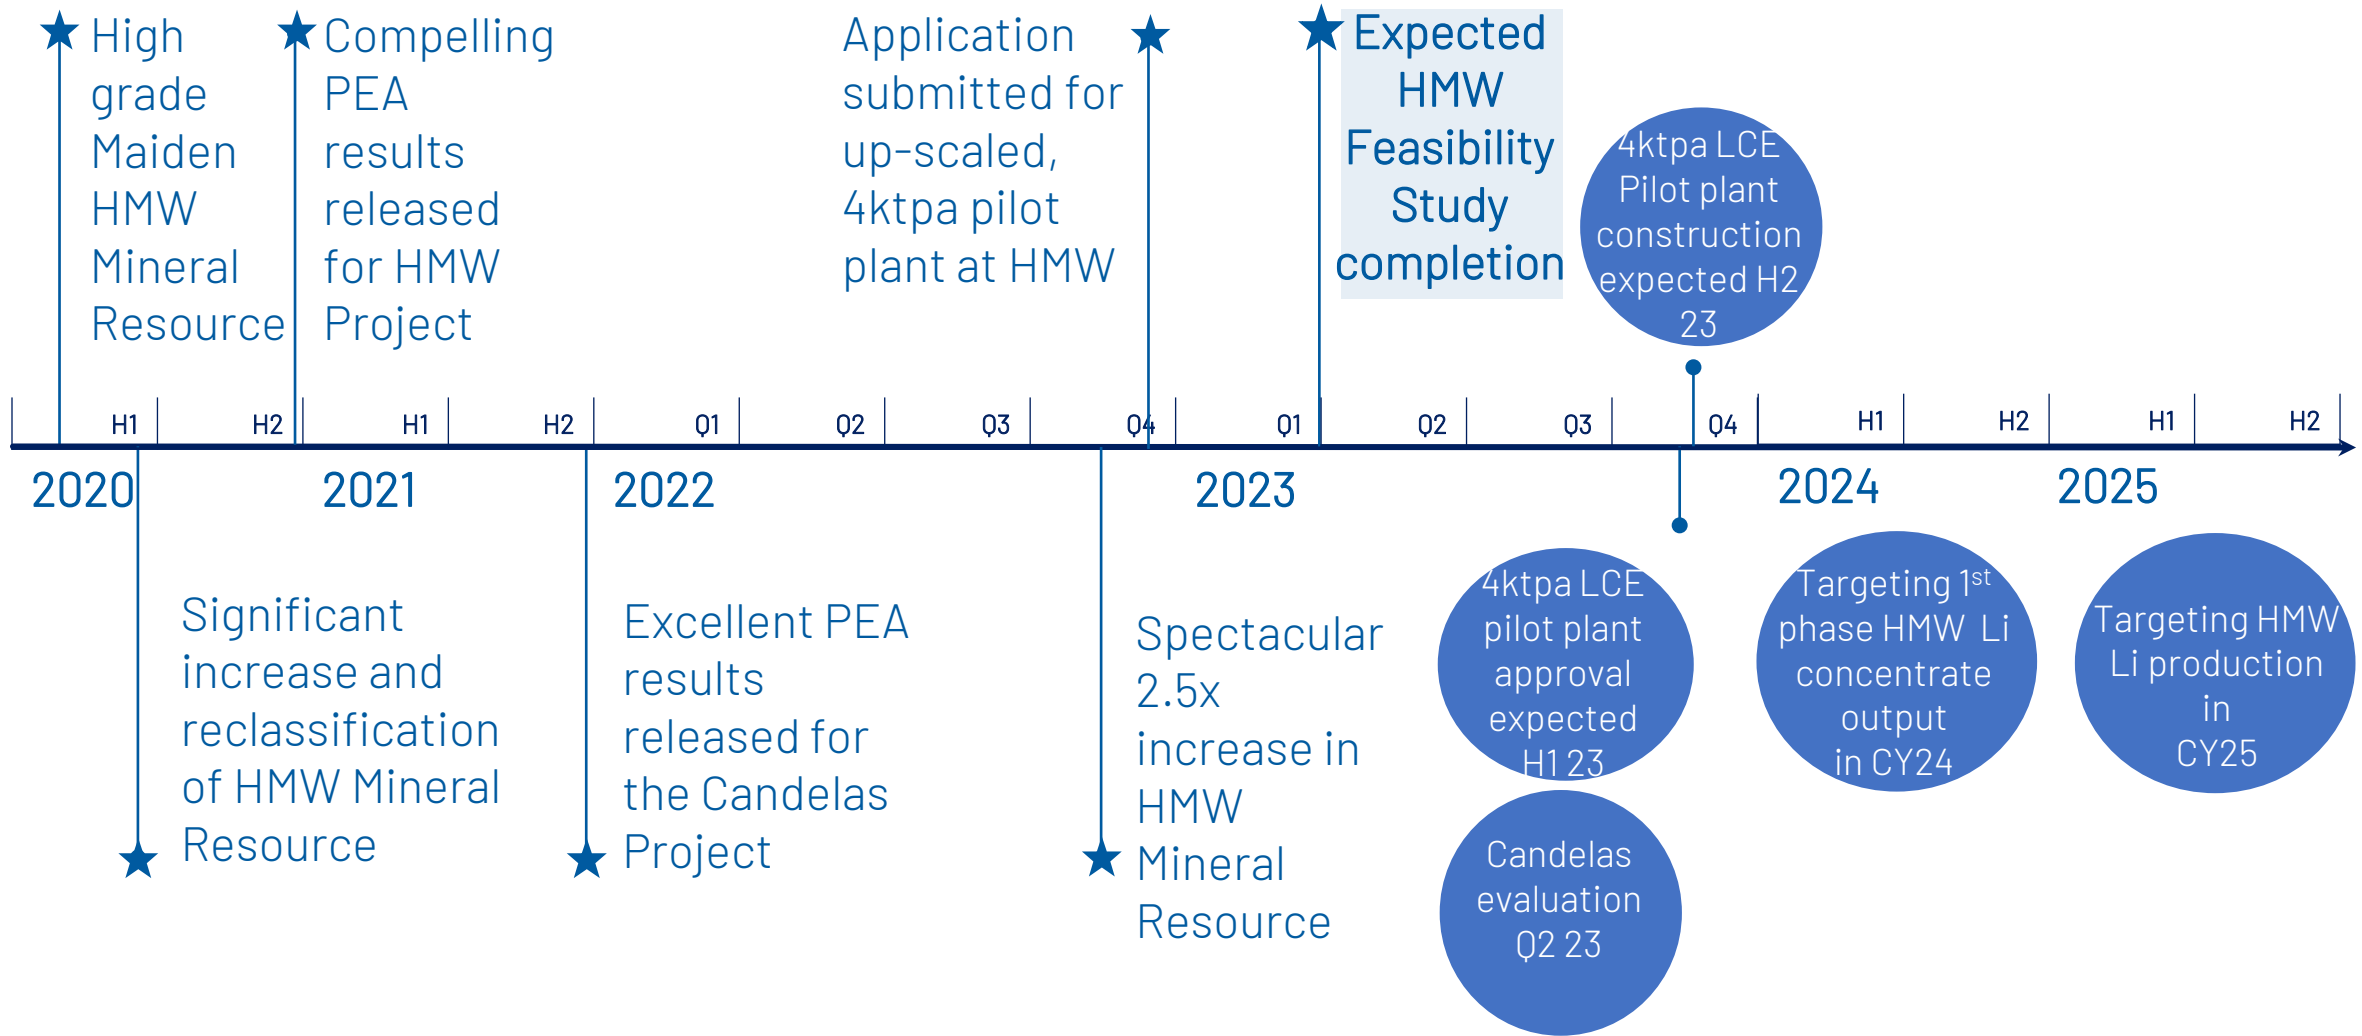 High
grade
Maiden
HMW
Mineral
Resource
Compelling
PEA
results
released
for HMW
Project
Application
submitted for
up-scaled,
4ktpa pilot
plant at HMW
Expected
HMW
Feasibility
Study
completion
4ktpa LCE
Pilot plant
construction
expected H2
23
H1
H2
H1
H2
Q1
Q2
Q3
Q4
Q1
Q2
Q3
Q4
H1
H2
H1
H2
2020
2021
2022
2023
2024
2025
Significant
increase and
reclassification
of HMW Mineral
Resource
Excellent PEA
results
released for
the Candelas
Project
Spectacular
2.5x
increase in
HMW
Mineral
Resource
4ktpa LCE
pilot plant
approval
expected
H1 23
Candelas
evaluation
Q2 23
Targeting 1st
phase HMW Li
concentrate
output
in CY24
Targeting HMW
Li production
in
CY25